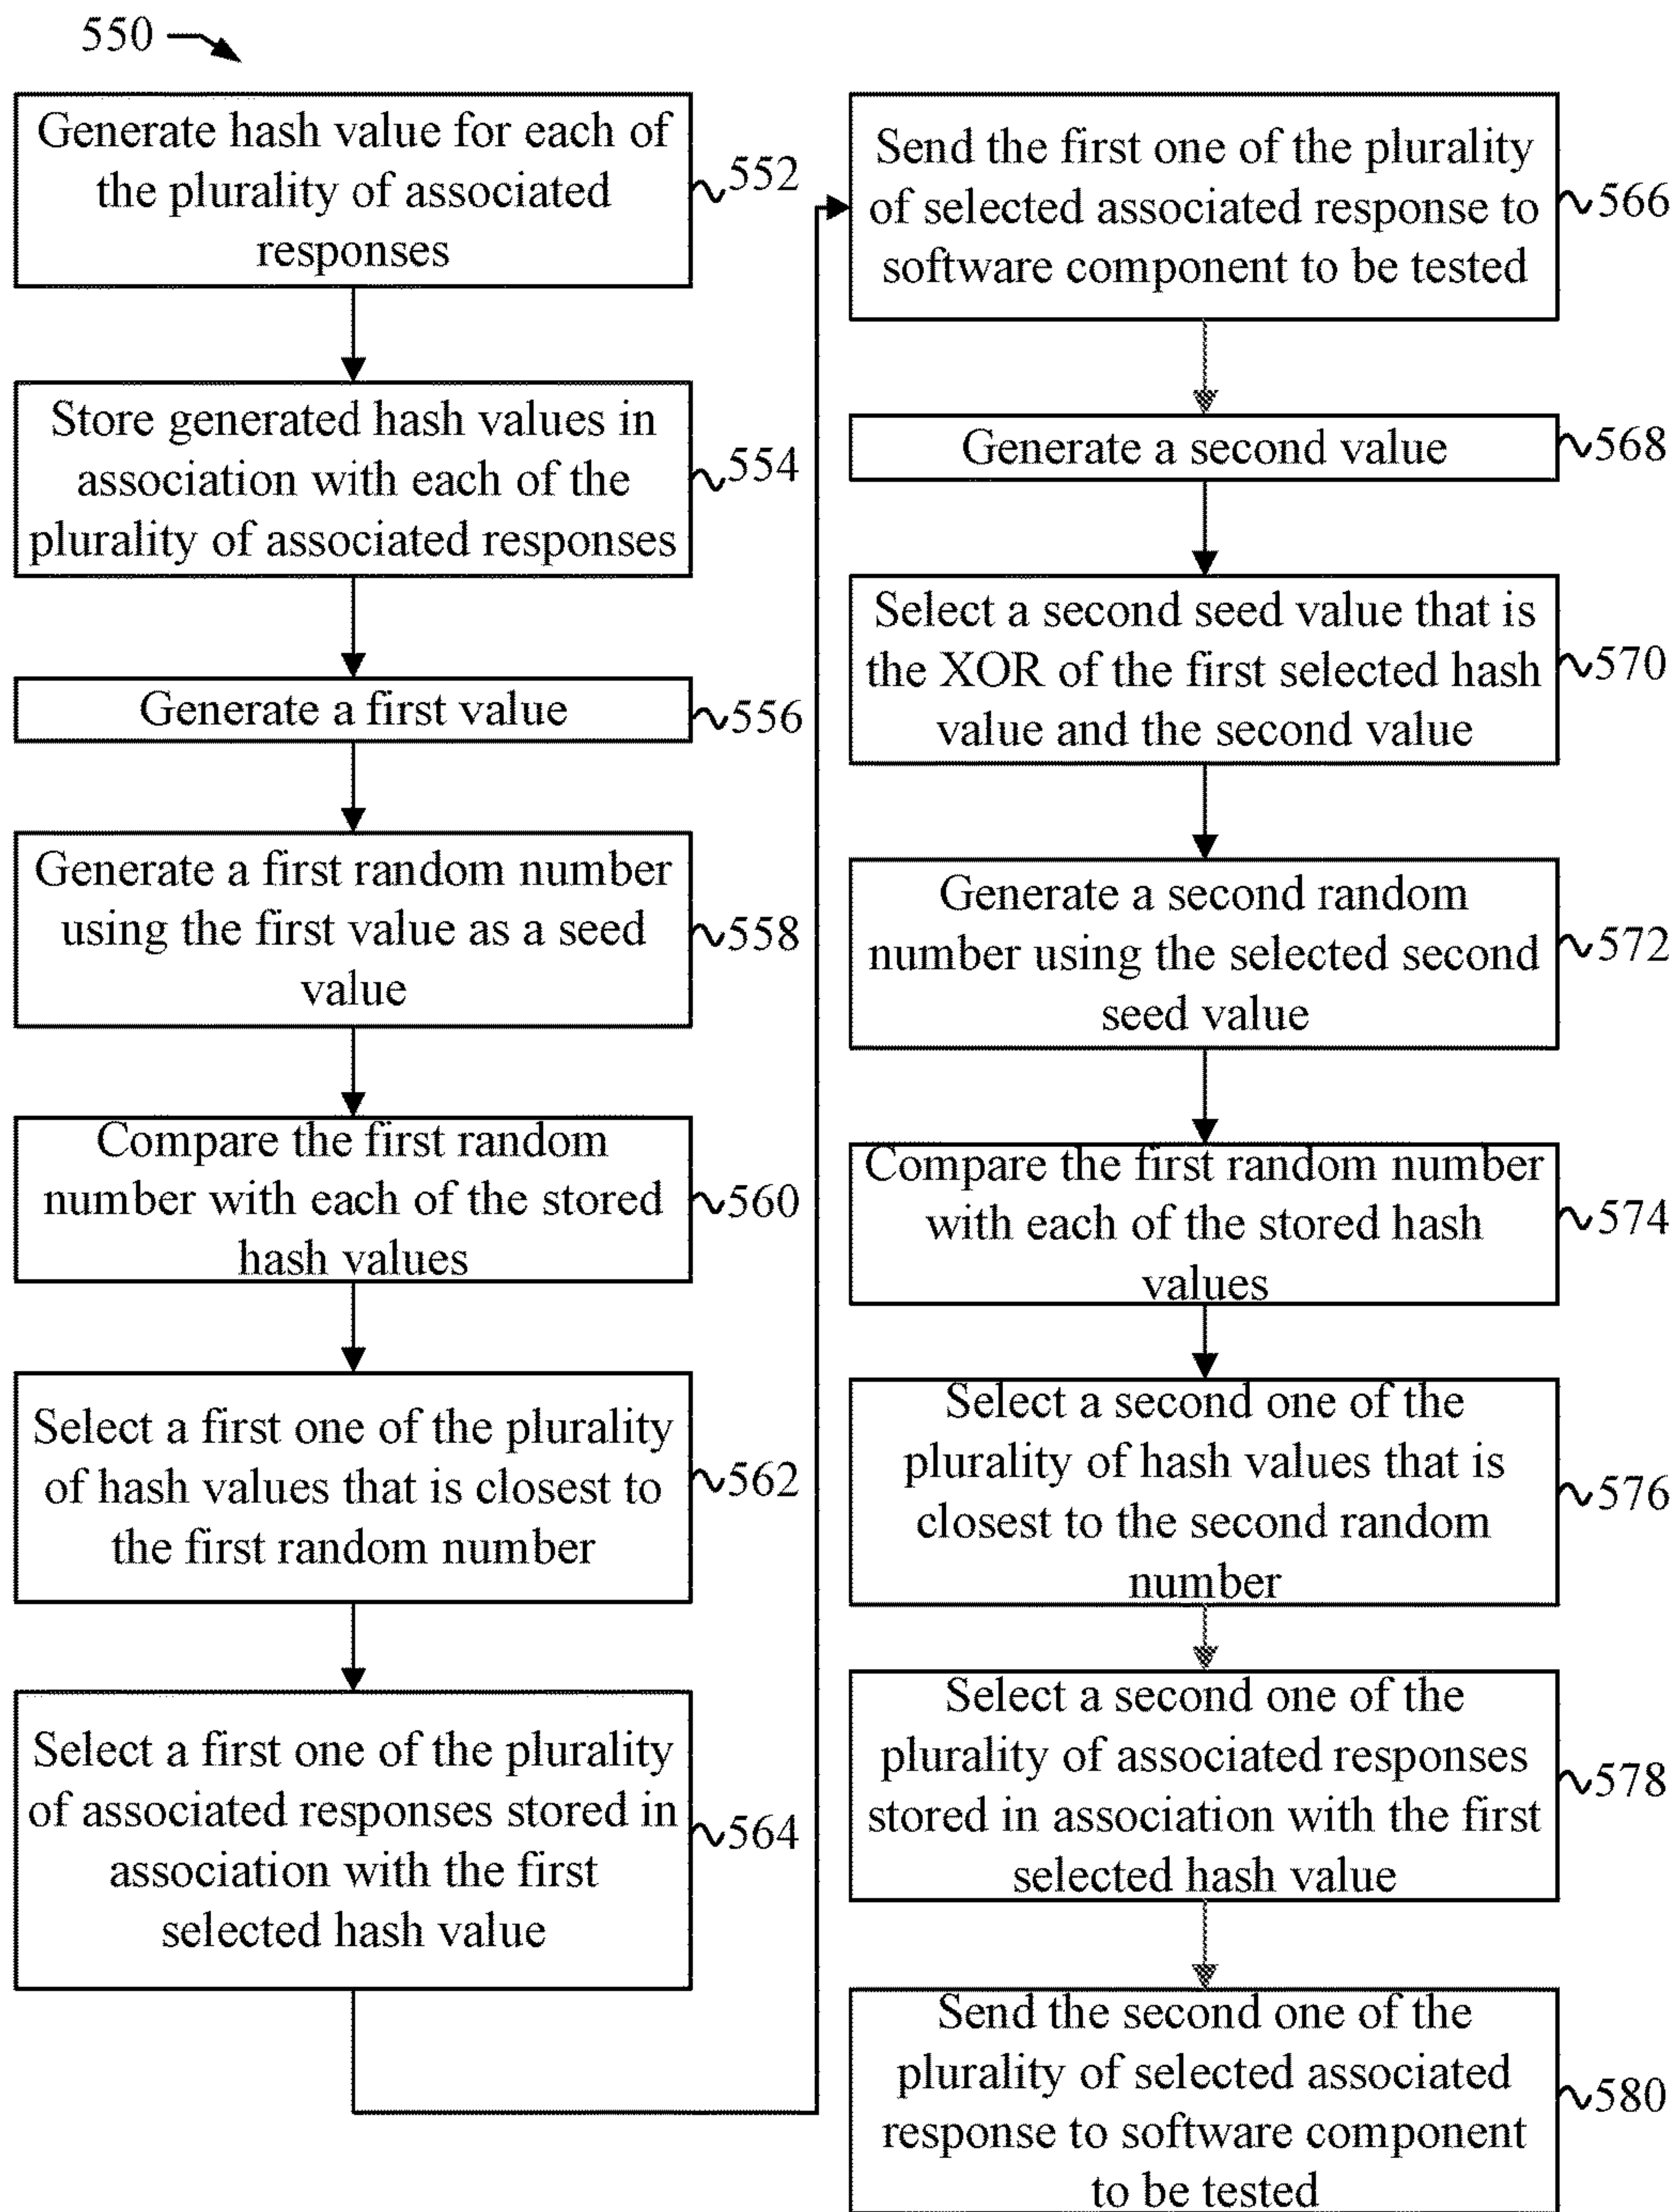 550
Generate hash value for each of
the plurality of associated
responses
552
Store generated hash values in
association with each of the
plurality of associated responses
554
Generate a first value
556
Generate a first random number
using the first value as a seed
value
558
Compare the first random
number with each of the stored
hash values
560
Select a first one of the plurality
of hash values that is closest to
the first random number
562
Select a first one of the plurality
of associated responses stored in
association with the first
selected hash value
564
Send the first one of the plurality
of selected associated response to
software component to be tested
566
Generate a second value
568
Select a second seed value that is
the XOR of the first selected hash
value and the second value
570
Generate a second random
number using the selected second
seed value
572
Compare the first random number
with each of the stored hash
values
574
Select a second one of the
plurality of hash values that is
closest to the second random
number
576
Select a second one of the
plurality of associated responses
stored in association with the first
selected hash value
578
Send the second one of the
plurality of selected associated
response to software component
to be tested
580